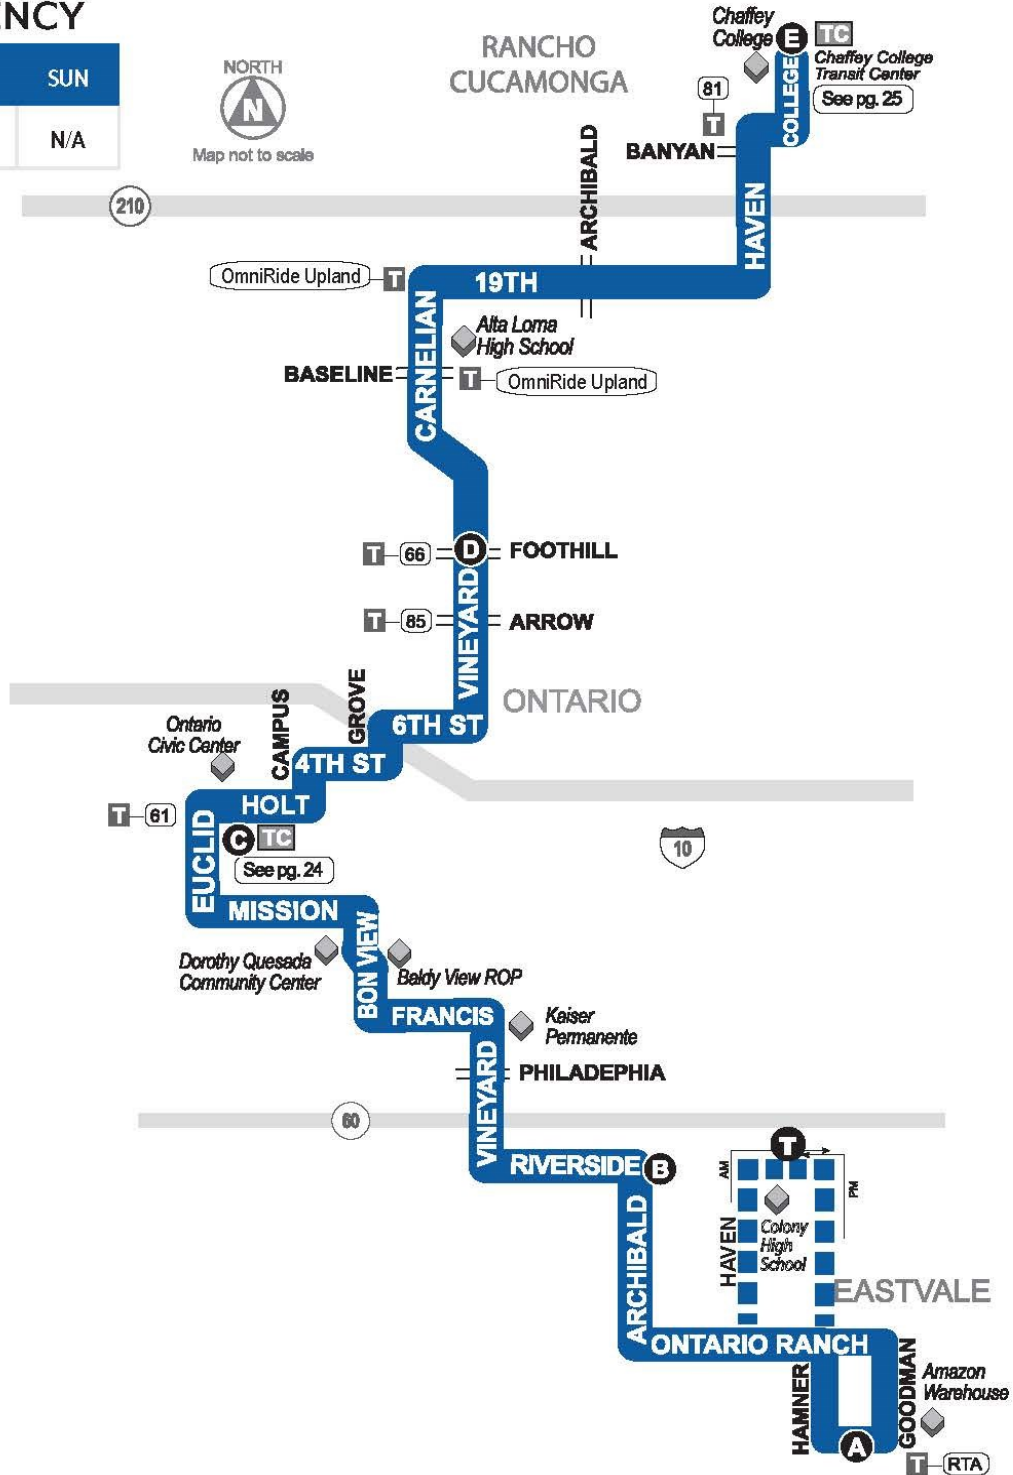 ENCY
SUN
N/A
NORTH
N
Map not to scale
RANCHO
CUCAMONGA
Chaffey
College
E
TC
Chaffey College
Transit Center
See pg. 25
81
T
COLLEGE
BANYAN
ARCHIBALD
210
HAVEN
OmniRide Upland
T
19TH
CARNELIAN
Alta Loma
High School
BASELINE
T
OmniRide Upland
T
66
D
FOOTHILL
T
85
ARROW
VINEYARD
ONTARIO
CAMPUS
GROVE
6TH ST
Ontario
Civic Center
4TH ST
HOLT
T
61
EUCLID
C
TC
See pg. 24
10
MISSION
BON VIEW
Dorothy Quesada
Community Center
Baldy View ROP
FRANCIS
Kaiser
Permanente
VINEYARD
PHILADEPHIA
60
RIVERSIDE
B
T
AM
PM
ARCHIBALD
HAVEN
Colony
High
School
EASTVALE
ONTARIO RANCH
HAMNER
GOODMAN
Amazon
Warehouse
A
T
RTA